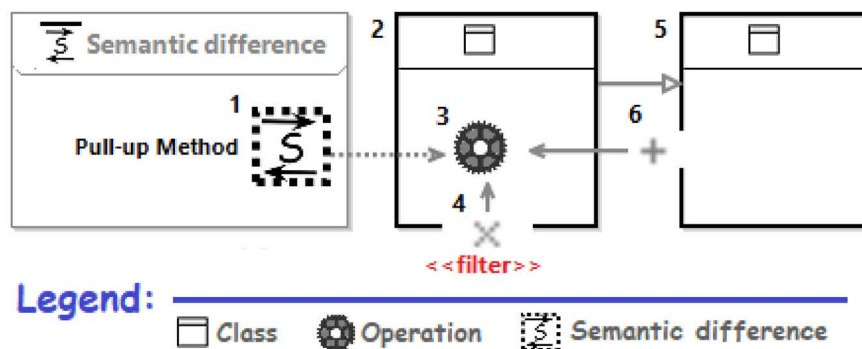 Semantic difference
1
Pull-up Method
S
2
3
4
<<filter>>
5
6
Legend:
Class
Operation
Semantic difference